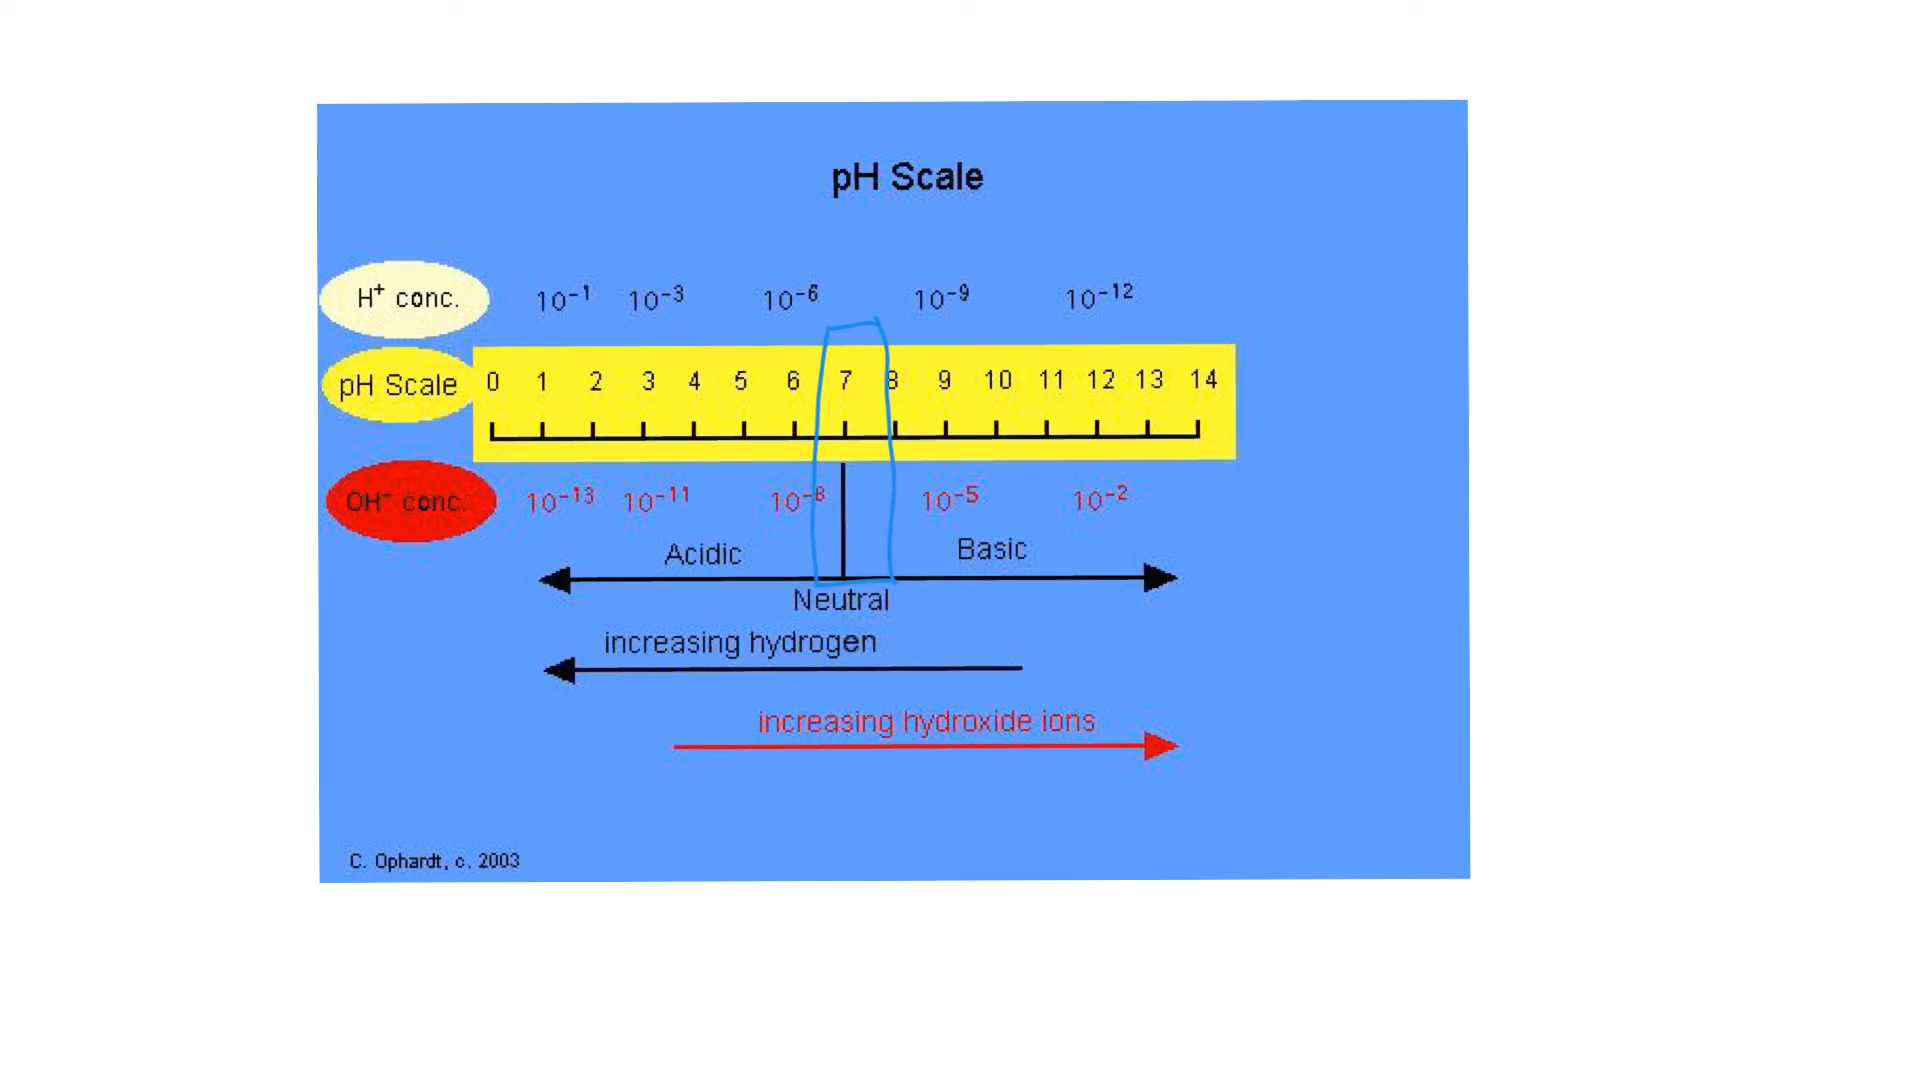 pH Scale
H⁺ conc. 10⁻¹ 10⁻³ 10⁻⁶ 10⁻⁹ 10⁻¹²
pH Scale 0 1 2 3 4 5 6 7 8 9 10 11 12 13 14
OH⁻ conc. 10⁻¹³ 10⁻¹¹ 10⁻⁸ 10⁻⁵ 10⁻²
Acidic Basic
Neutral
increasing hydrogen
increasing hydroxide ions
C. Ophardt, c. 2003